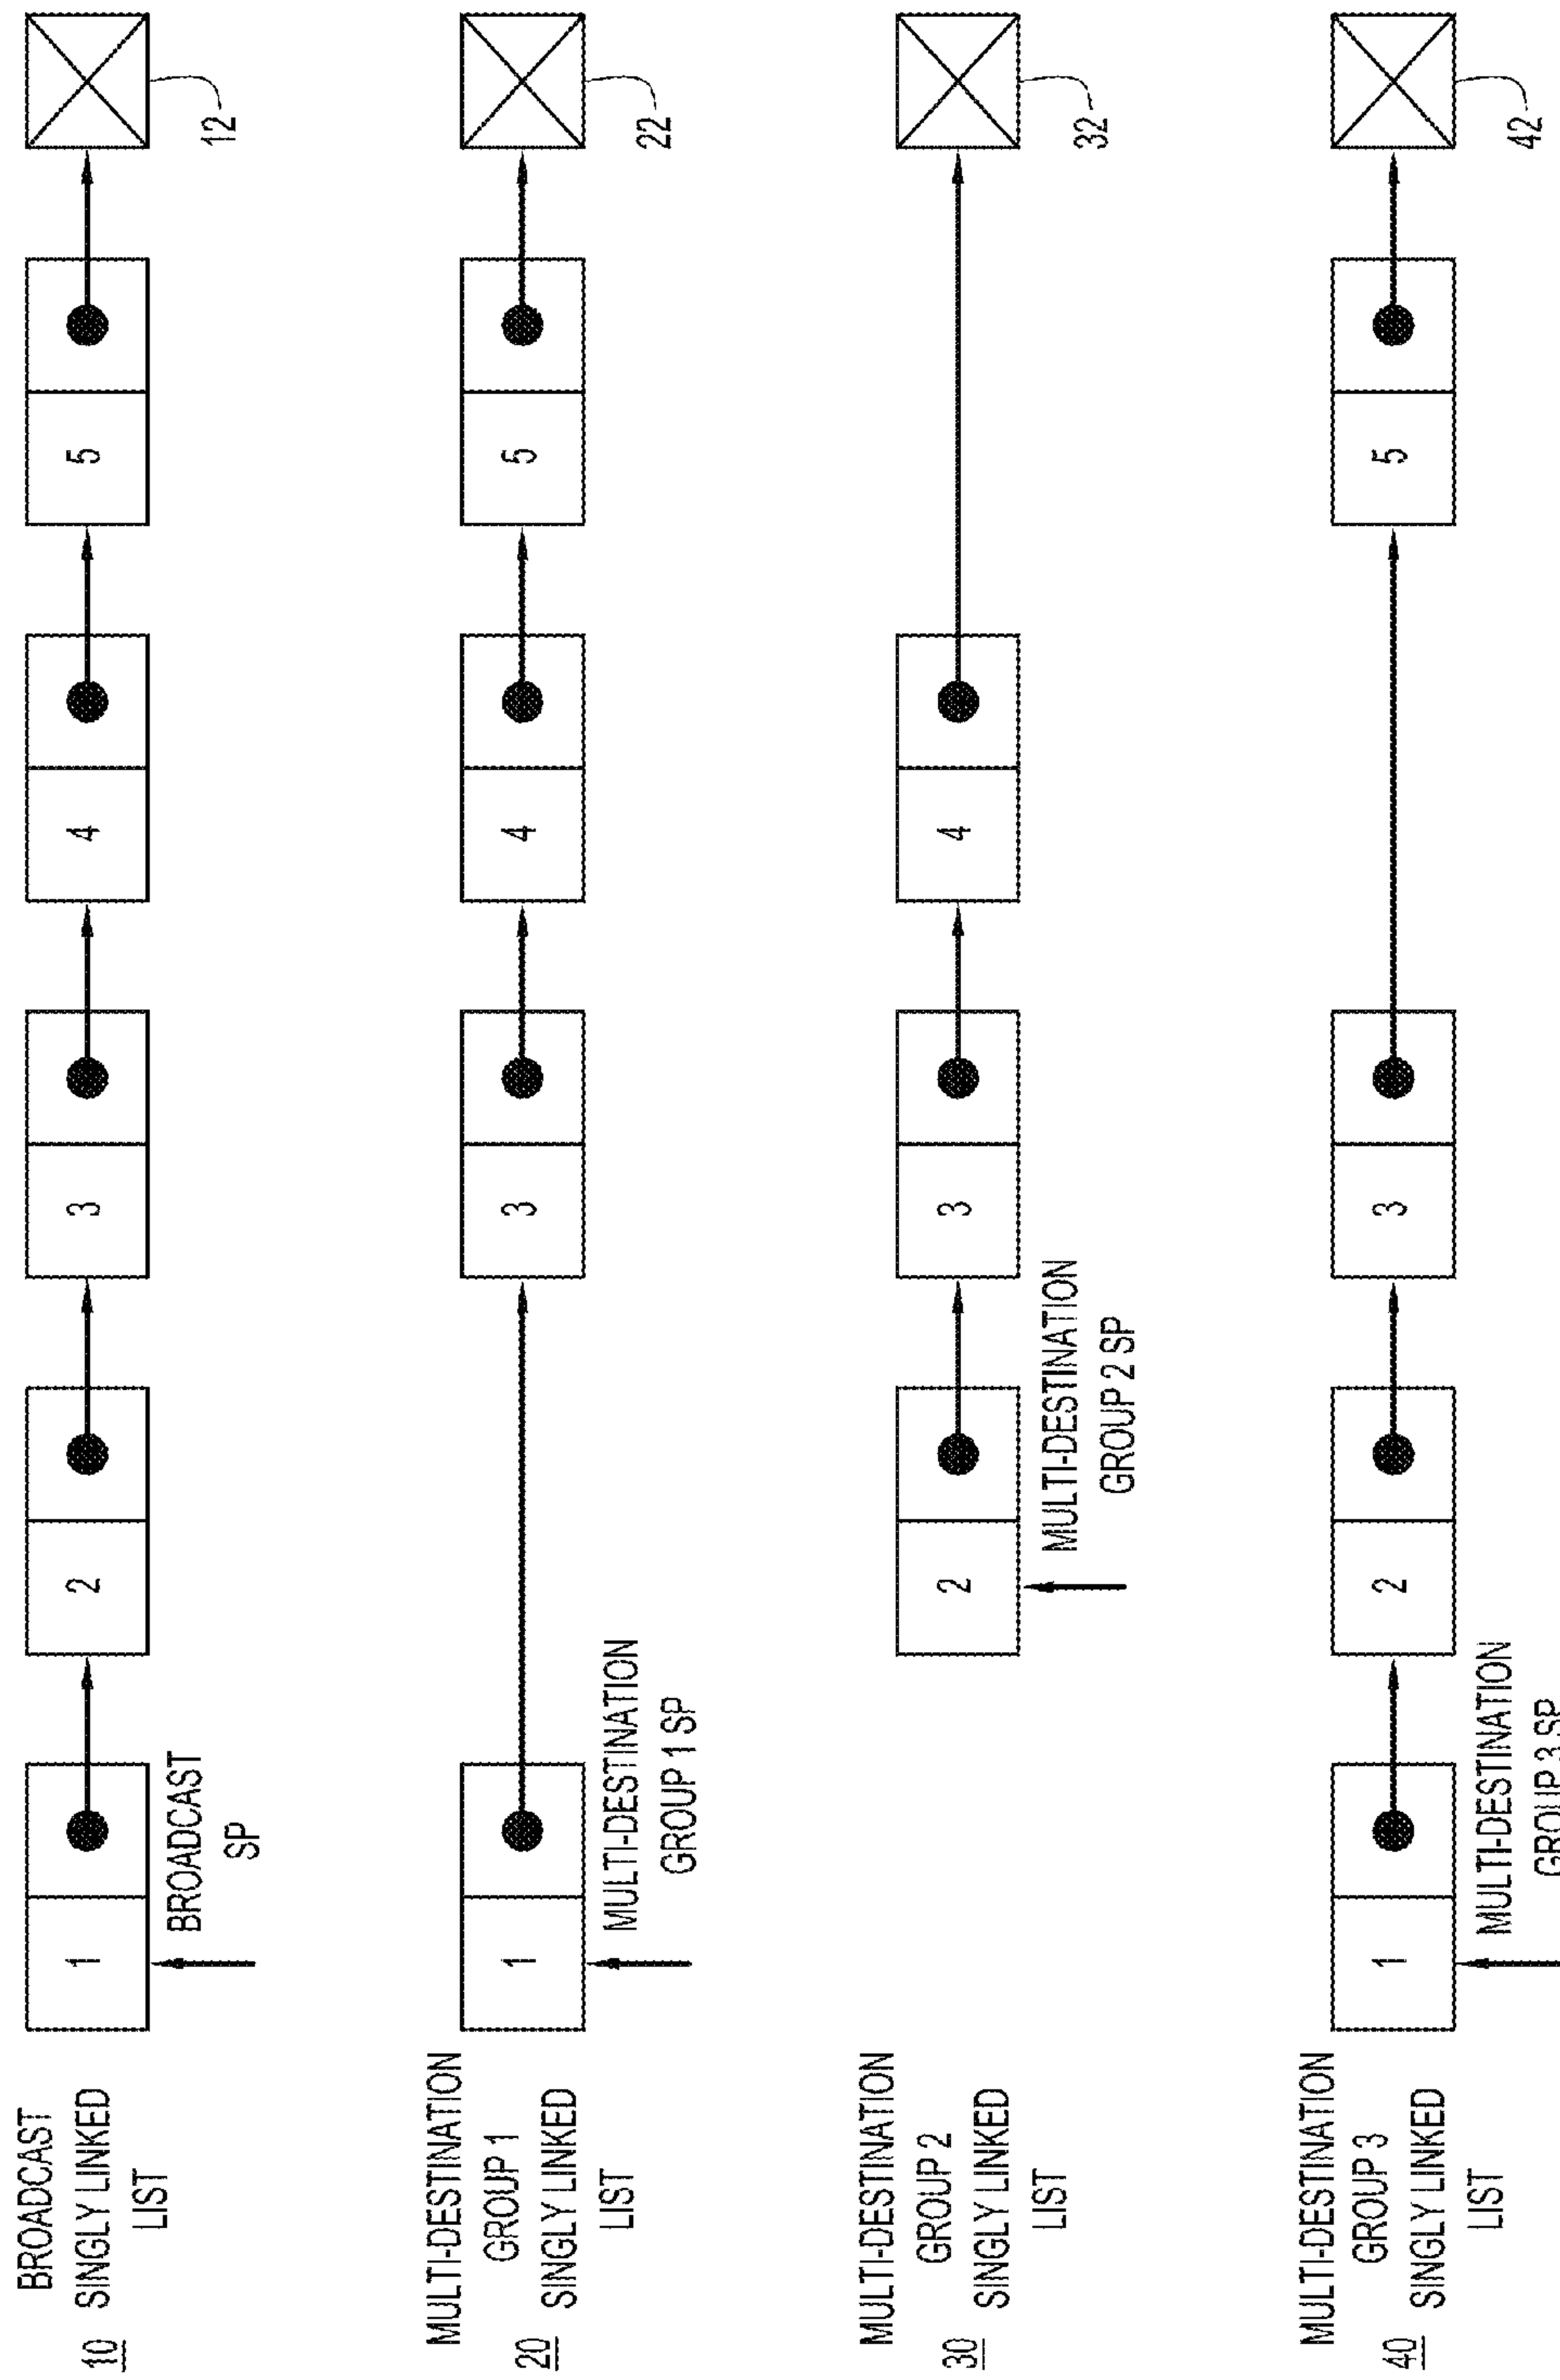 BROADCAST
10 SINGLY LINKED
LIST
1
2
3
4
5
BROADCAST
SP
12
MULTI-DESTINATION
GROUP 1
20 SINGLY LINKED
LIST
1
3
4
5
MULTI-DESTINATION
GROUP 1 SP
22
MULTI-DESTINATION
GROUP 2
30 SINGLY LINKED
LIST
2
3
4
MULTI-DESTINATION
GROUP 2 SP
32
MULTI-DESTINATION
GROUP 3
40 SINGLY LINKED
LIST
1
2
3
5
MULTI-DESTINATION
GROUP 3 SP
42